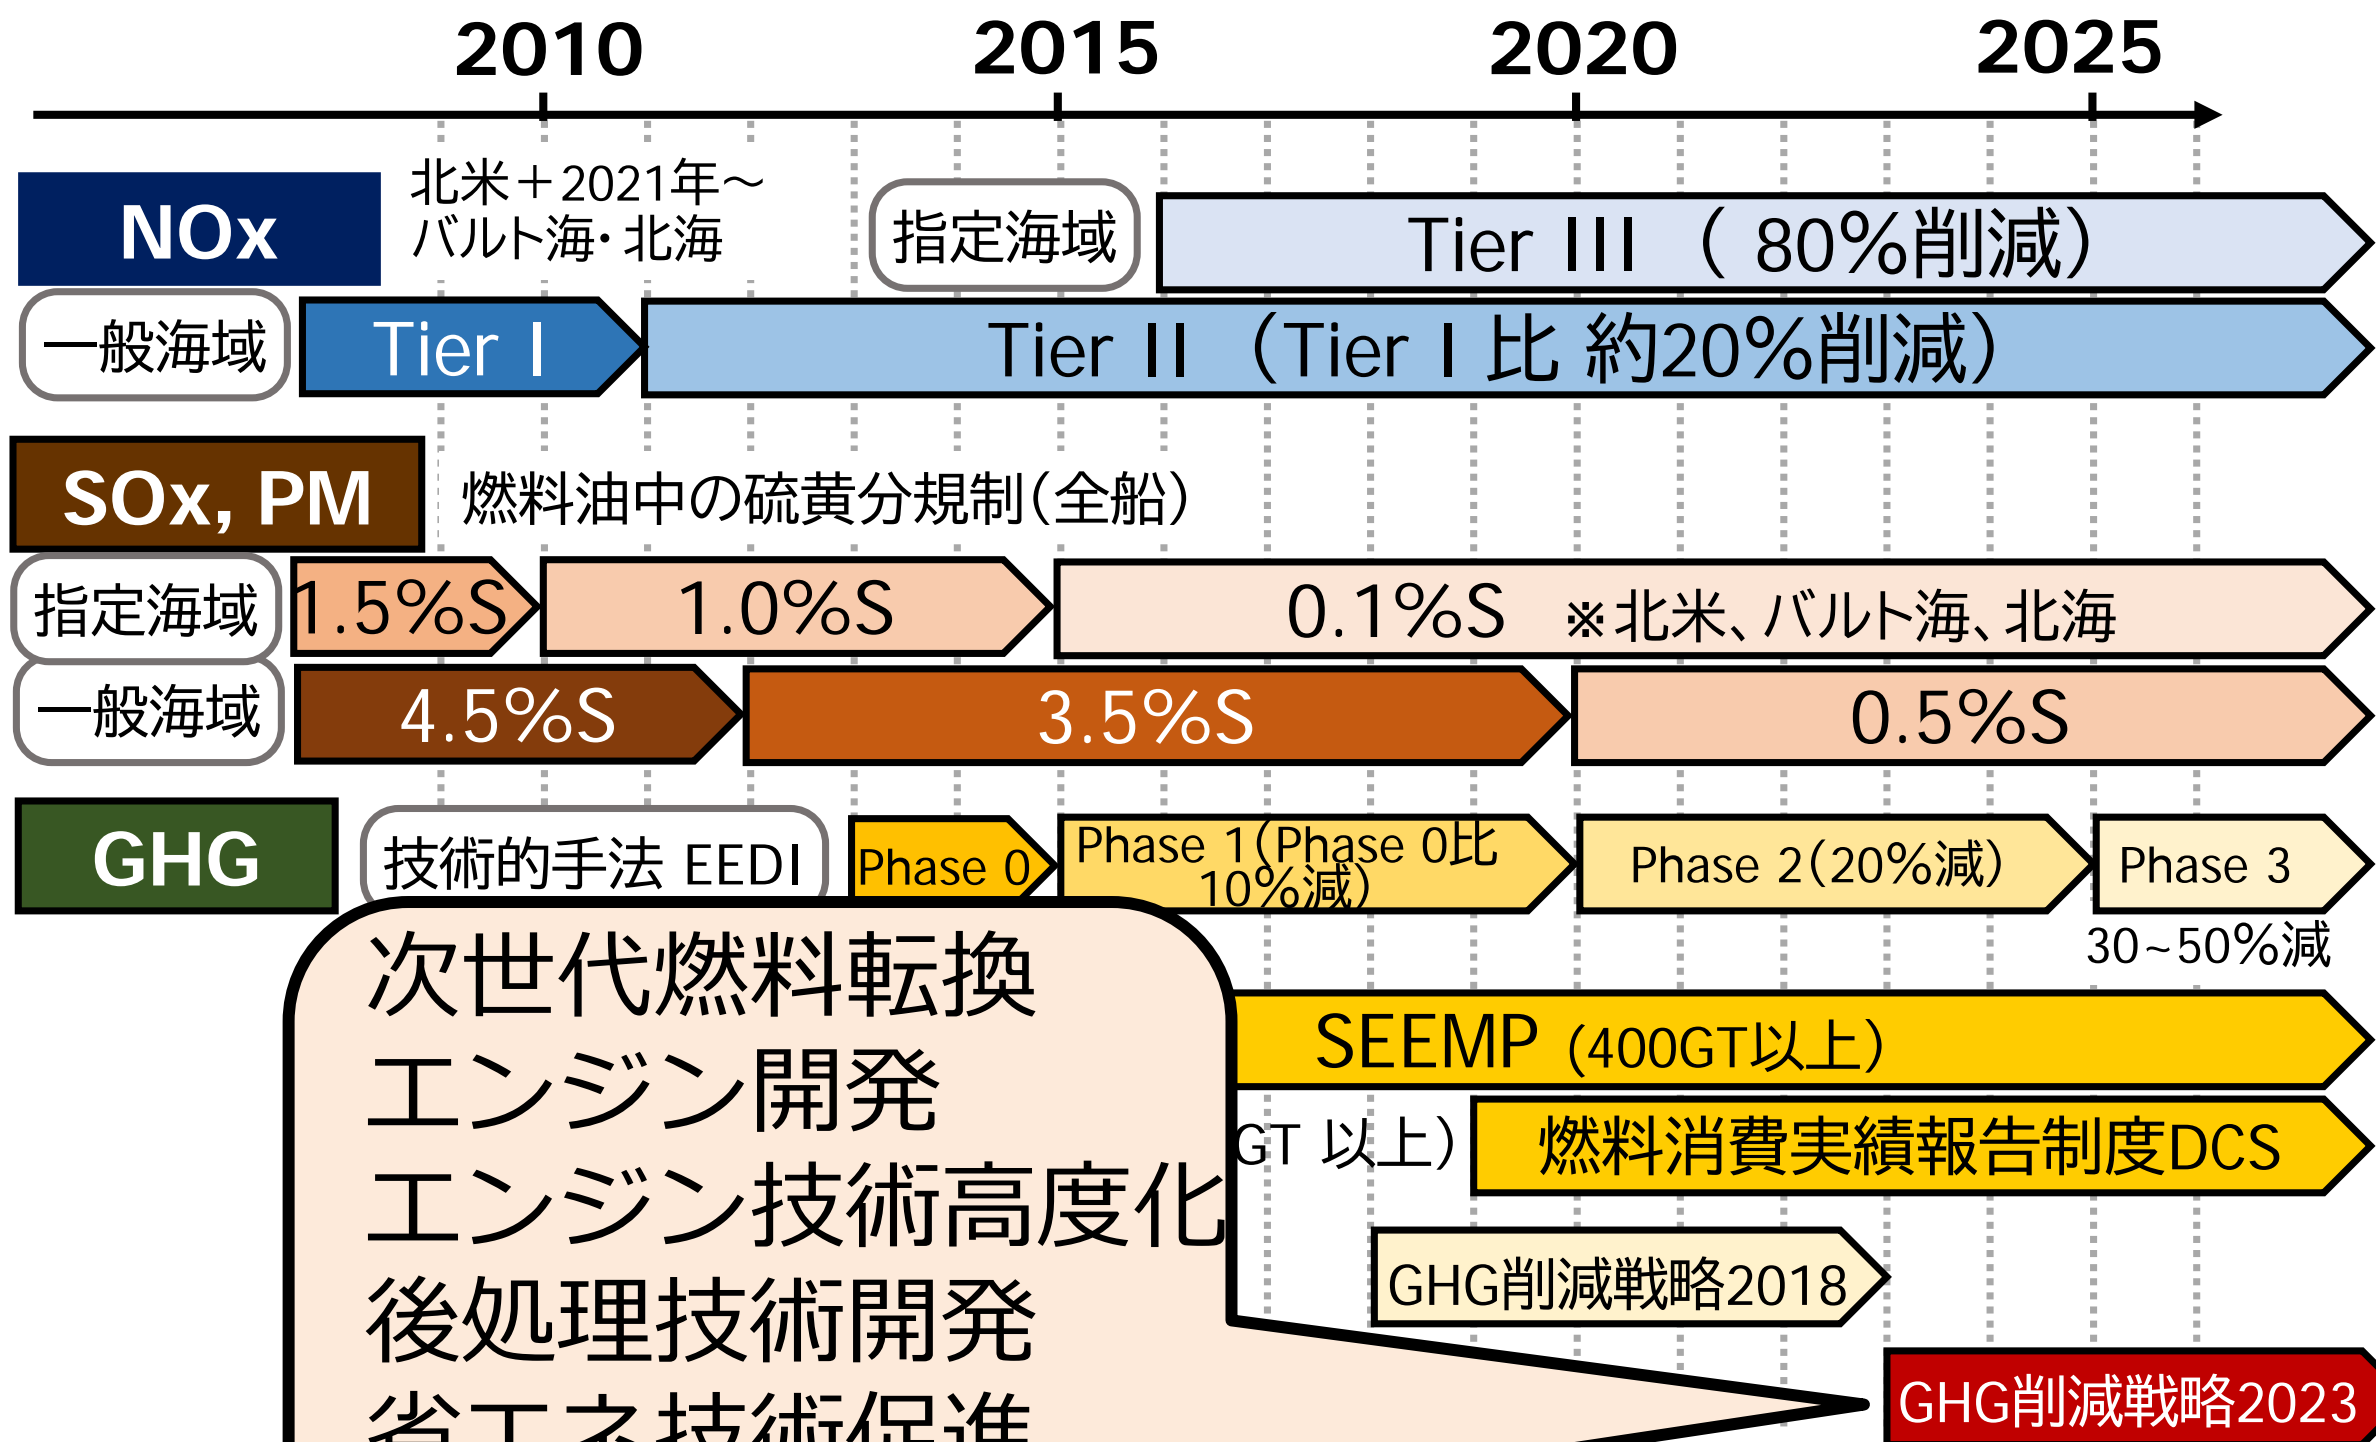 2010 2015 2020 2025
NOx
北米＋2021年～
バルト海・北海
指定海域
Tier III （ 80%削減）
一般海域
Tier I
Tier II （Tier I 比 約20%削減）
SOx, PM
燃料油中の硫黄分規制（全船）
指定海域
1.5%S
1.0%S
0.1%S ※北米、バルト海、北海
一般海域
4.5%S
3.5%S
0.5%S
GHG
技術的手法 EEDI
Phase 0
Phase 1（Phase 0比
10%減）
Phase 2（20%減）
Phase 3
30~50%減
SEEMP (400GT以上)
GT 以上）
燃料消費実績報告制度DCS
GHG削減戦略2018
GHG削減戦略2023
次世代燃料転換
エンジン開発
エンジン技術高度化
後処理技術開発
省エネ技術促進